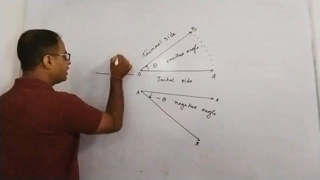 B
Terminal side
Positive angle
θ
O
A
Initial side
A
A
- θ
negative angle
B